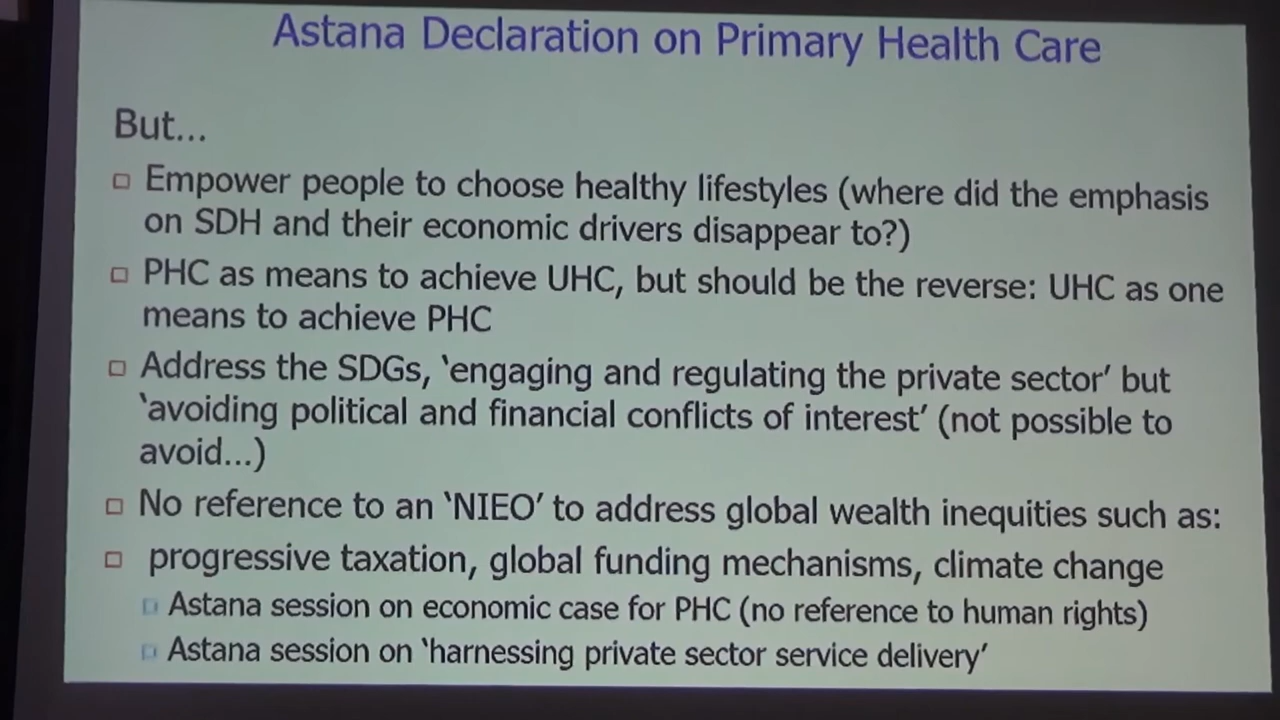 Astana Declaration on Primary Health Care
But...
Empower people to choose healthy lifestyles (where did the emphasis
on SDH and their economic drivers disappear to?)
PHC as means to achieve UHC, but should be the reverse: UHC as one
means to achieve PHC
Address the SDGs, ‘engaging and regulating the private sector’ but
‘avoiding political and financial conflicts of interest’ (not possible to
avoid...)
No reference to an ‘NIEO’ to address global wealth inequities such as:
progressive taxation, global funding mechanisms, climate change
Astana session on economic case for PHC (no reference to human rights)
Astana session on ‘harnessing private sector service delivery’